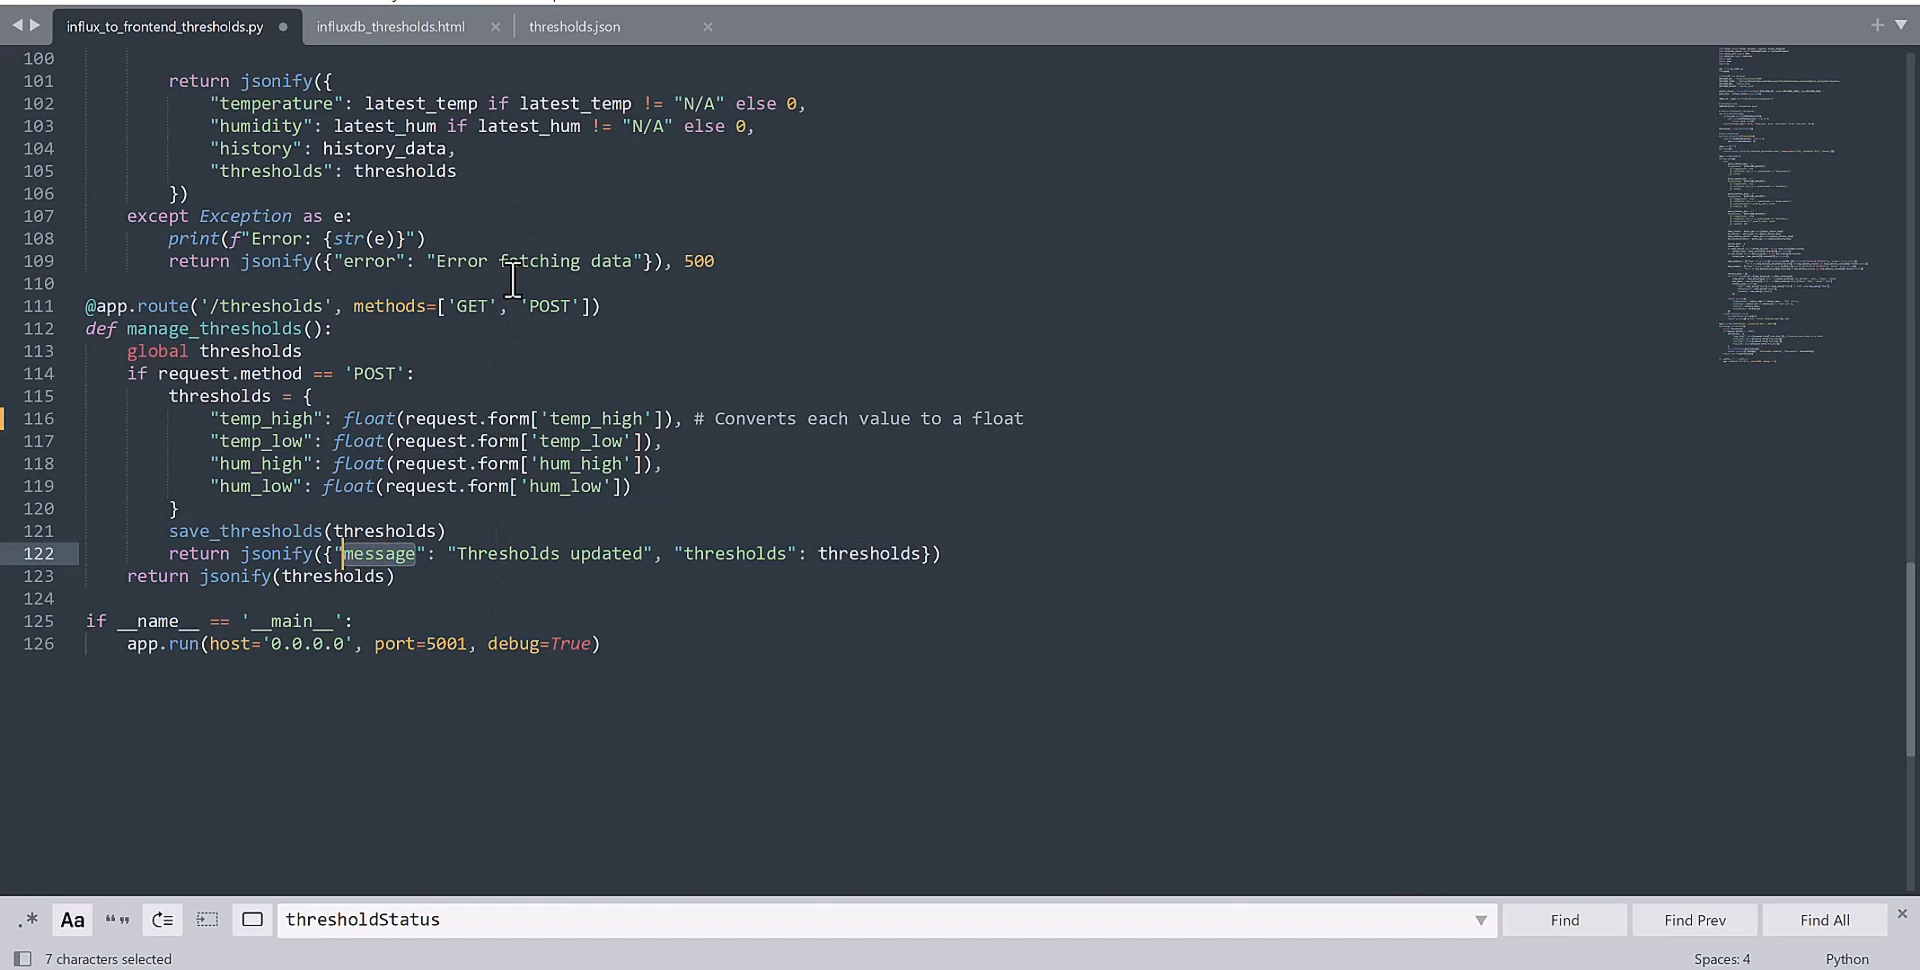 influx_to_frontend_thresholds.py influxdb_thresholds.html thresholds.json
100
101 return jsonify({
102 "temperature": latest_temp if latest_temp != "N/A" else 0,
103 "humidity": latest_hum if latest_hum != "N/A" else 0,
104 "history": history_data,
105 "thresholds": thresholds
106 })
107 except Exception as e:
108 print(f"Error: {str(e)}")
109 return jsonify({"error": "Error fetching data"}), 500
110
111 @app.route('/thresholds', methods=['GET', 'POST'])
112 def manage_thresholds():
113 global thresholds
114 if request.method == 'POST':
115 thresholds = {
116 "temp_high": float(request.form['temp_high']), # Converts each value to a float
117 "temp_low": float(request.form['temp_low']),
118 "hum_high": float(request.form['hum_high']),
119 "hum_low": float(request.form['hum_low'])
120 }
121 save_thresholds(thresholds)
122 return jsonify({"message": "Thresholds updated", "thresholds": thresholds})
123 return jsonify(thresholds)
124
125 if __name__ == '__main__':
126 app.run(host='0.0.0.0', port=5001, debug=True)
.* Aa thresholdStatus Find Find Prev Find All
7 characters selected Spaces: 4 Python